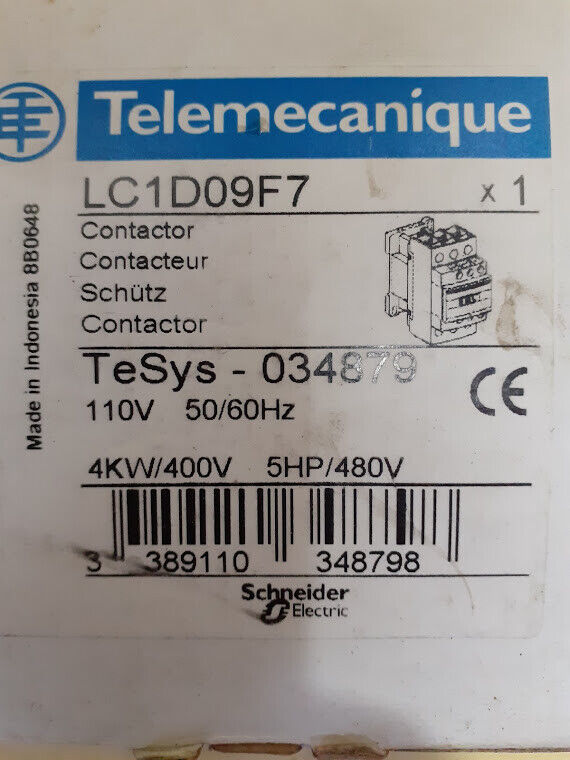 Telemecanique
LC1D09F7 x 1
Contactor
Contacteur
Schütz
Contactor
TeSys - 034879
110V 50/60Hz
CE
4KW/400V 5HP/480V
3 389110 348798
Schneider
Electric
Made in Indonesia 8B0648